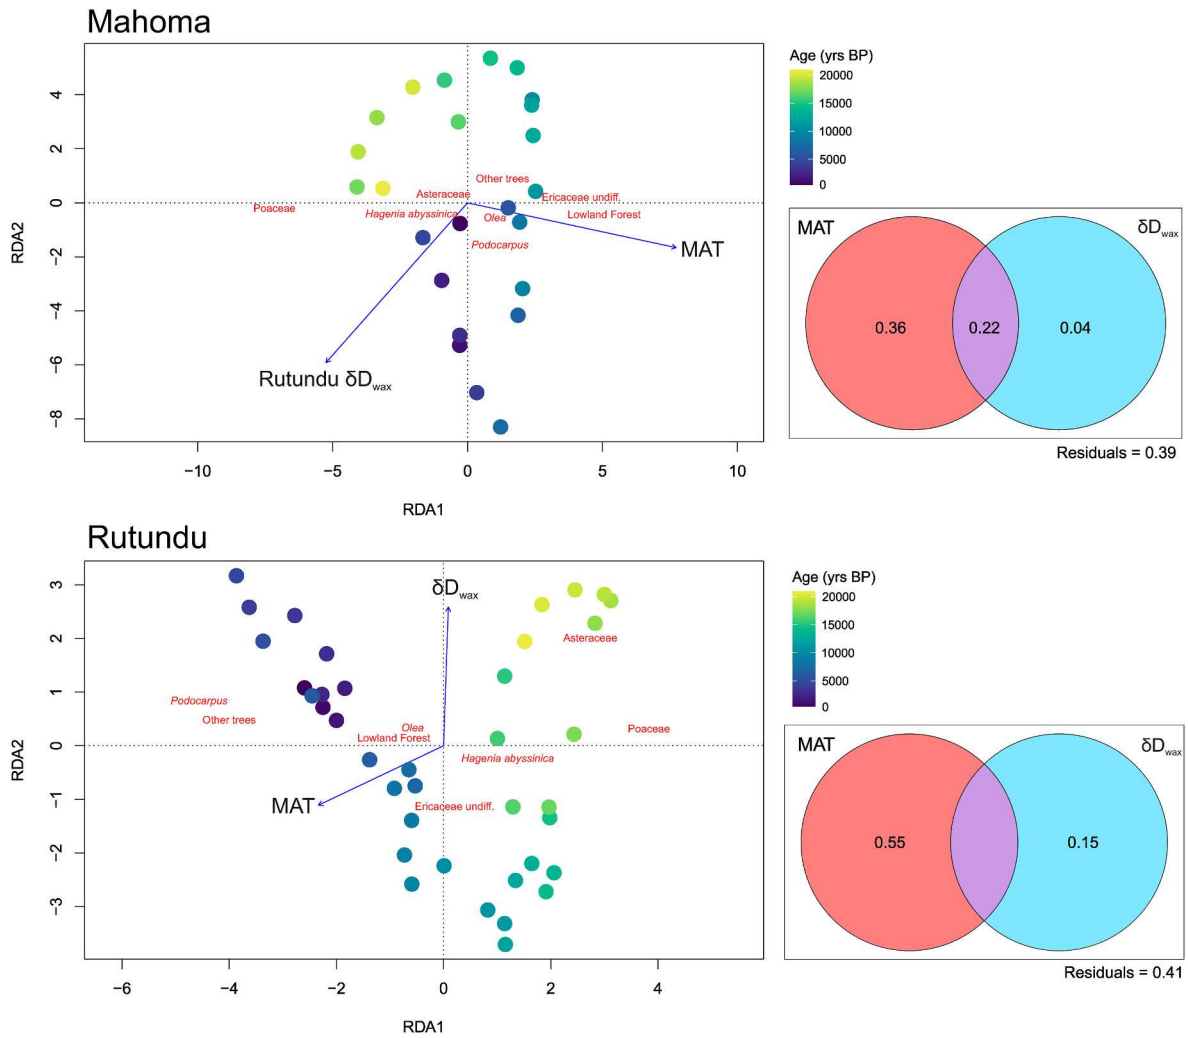 Mahoma
RDA2
4
2
0
−2
−4
−6
−8
Other trees
Asteraceae
Ericaceae undiff.
Poaceae
Hagenia abyssinica
Olea
Lowland Forest
Podocarpus
MAT
Rutundu δDwax
−10
−5
0
5
10
RDA1
Age (yrs BP)
20000
15000
10000
5000
0
MAT
δDwax
0.36
0.22
0.04
Residuals = 0.39
Rutundu
RDA2
3
2
1
0
−1
−2
−3
δDwax
Asteraceae
Podocarpus
Other trees
Olea
Poaceae
Lowland Forest
Hagenia abyssinica
MAT
Ericaceae undiff.
−6
−4
−2
0
2
4
RDA1
Age (yrs BP)
20000
15000
10000
5000
0
MAT
δDwax
0.55
0.15
Residuals = 0.41